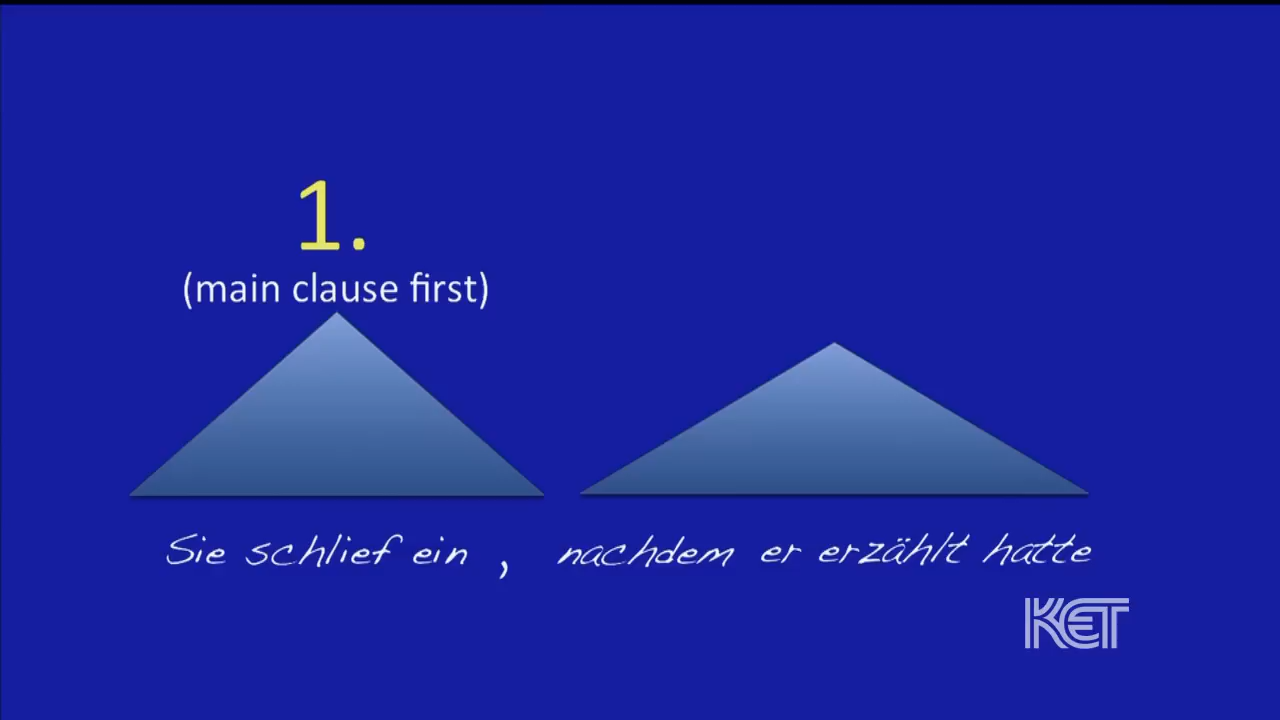 1.
(main clause first)
Sie schlief ein , nachdem er erzählt hatte
KET